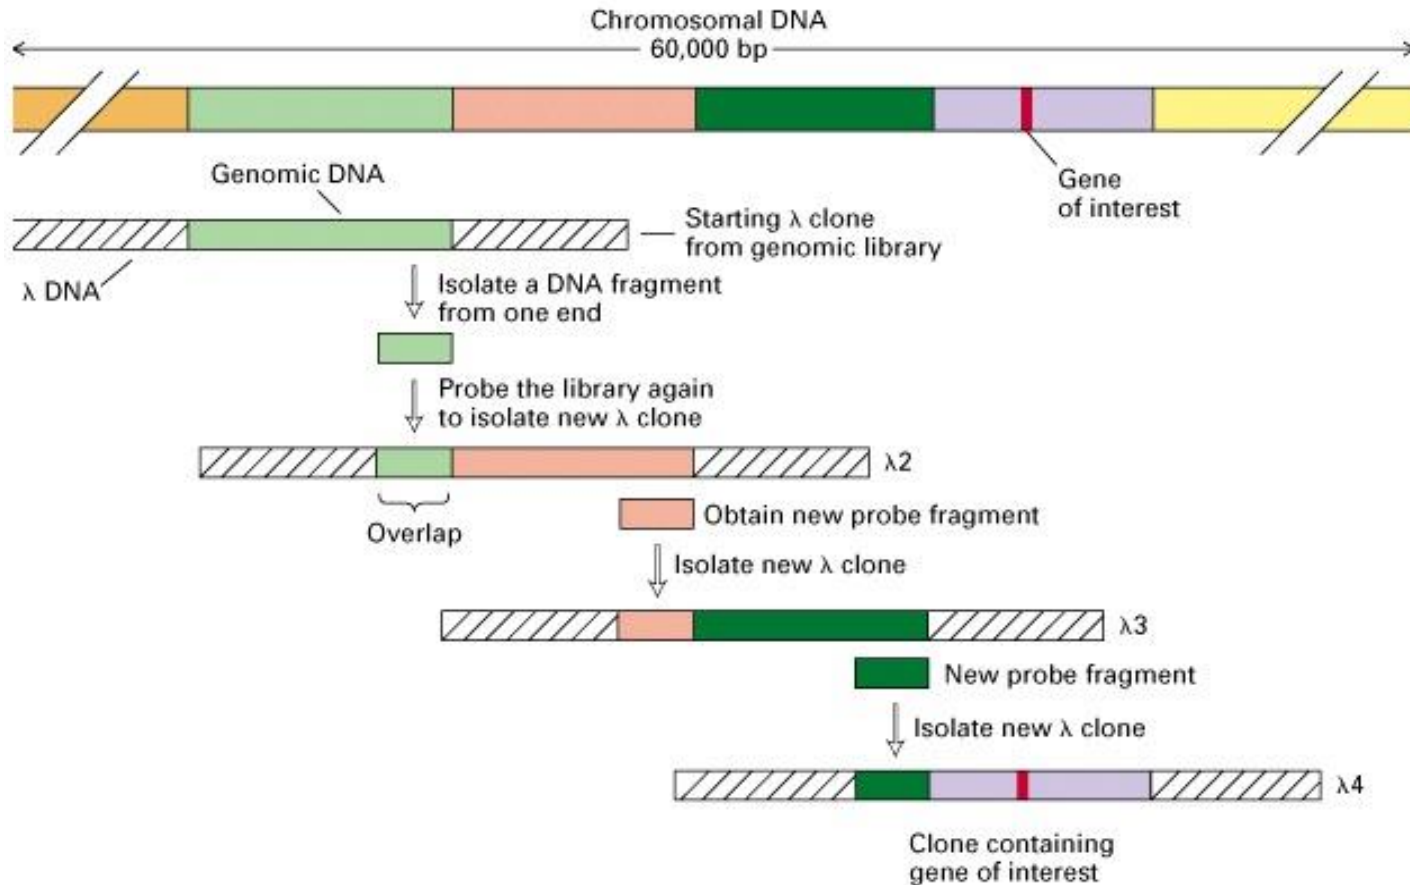 Chromosomal DNA
60,000 bp
Gene
of interest
Genomic DNA
Starting λ clone
from genomic library
λ DNA
Isolate a DNA fragment
from one end
Probe the library again
to isolate new λ clone
λ2
Overlap
Obtain new probe fragment
Isolate new λ clone
λ3
New probe fragment
Isolate new λ clone
λ4
Clone containing
gene of interest